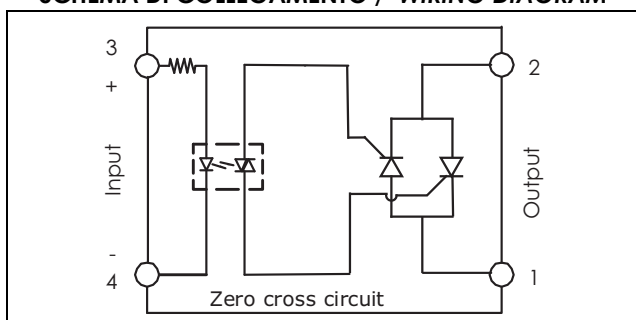 SCHEMA DI COLLEGAMENTO / WIRING DIAGRAM
3
+
2
Input
Output
-
4
1
Zero cross circuit